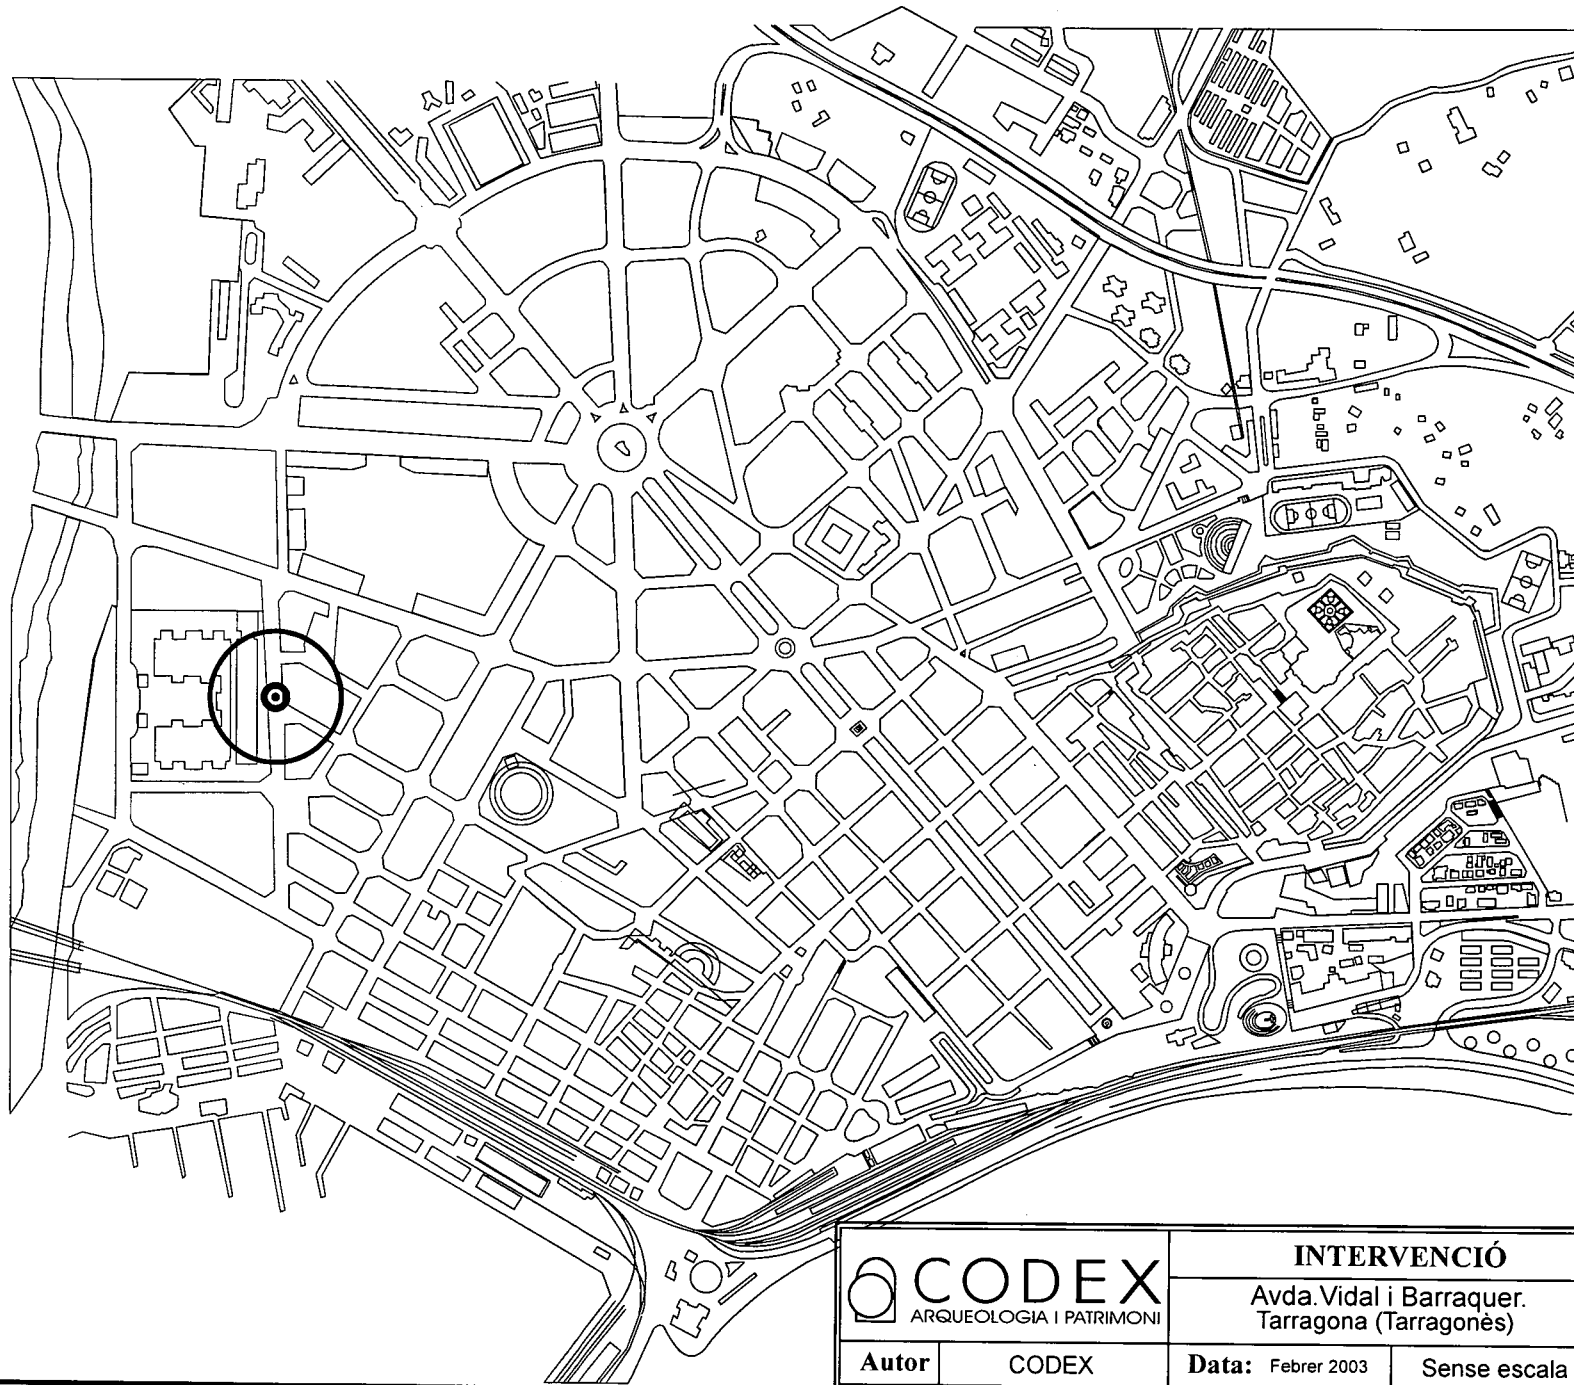 CODEX
ARQUEOLOGIA I PATRIMONI
INTERVENCIÓ
Avda. Vidal i Barraquer.
Tarragona (Tarragonès)
Autor
CODEX
Data: Febrer 2003
Sense escala